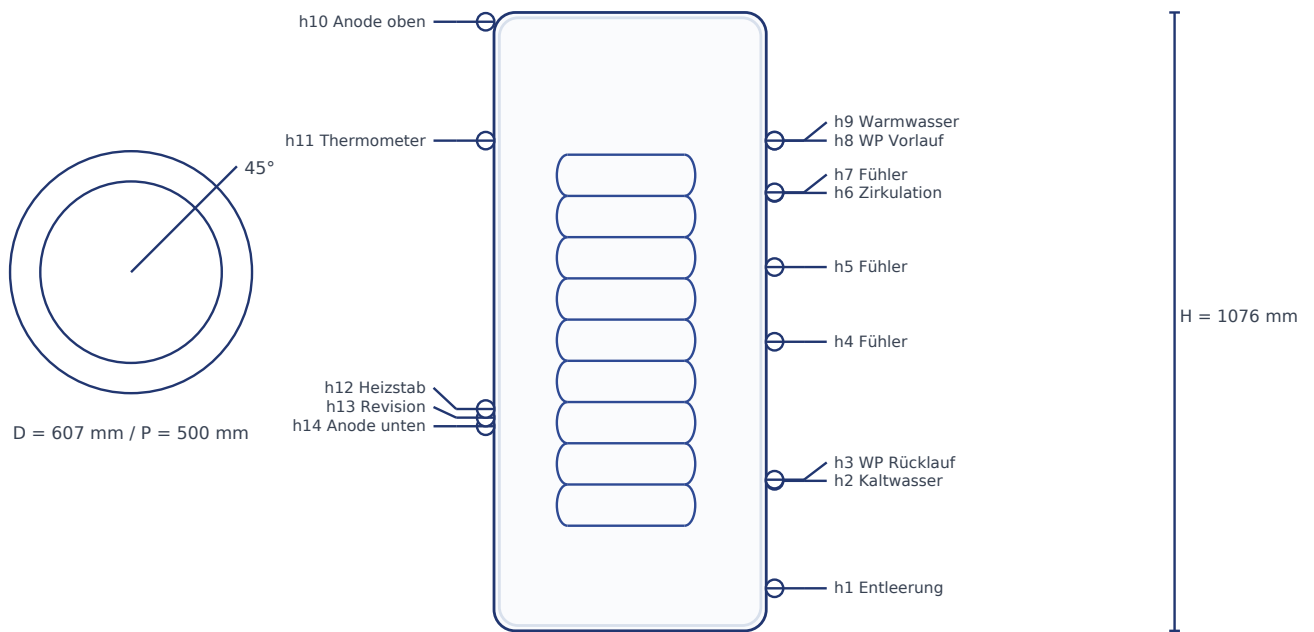 h10 Anode oben
h11 Thermometer
45°
D = 607 mm / P = 500 mm
h12 Heizstab
h13 Revision
h14 Anode unten
h9 Warmwasser
h8 WP Vorlauf
h7 Fühler
h6 Zirkulation
h5 Fühler
h4 Fühler
h3 WP Rücklauf
h2 Kaltwasser
h1 Entleerung
H = 1076 mm